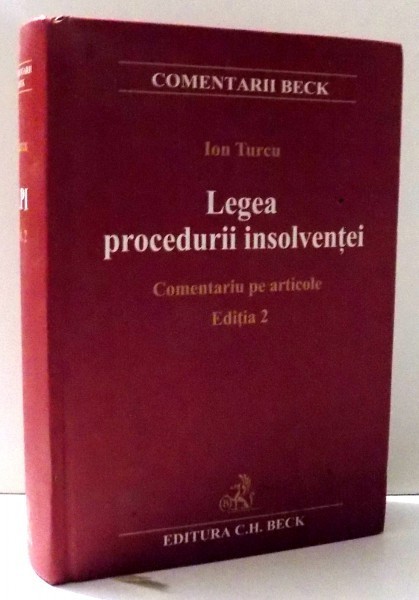 COMENTARII BECK
Ion Turcu
Legea
procedurii insolvenței
Comentariu pe articole
Ediția 2
EDITURA C.H. BECK